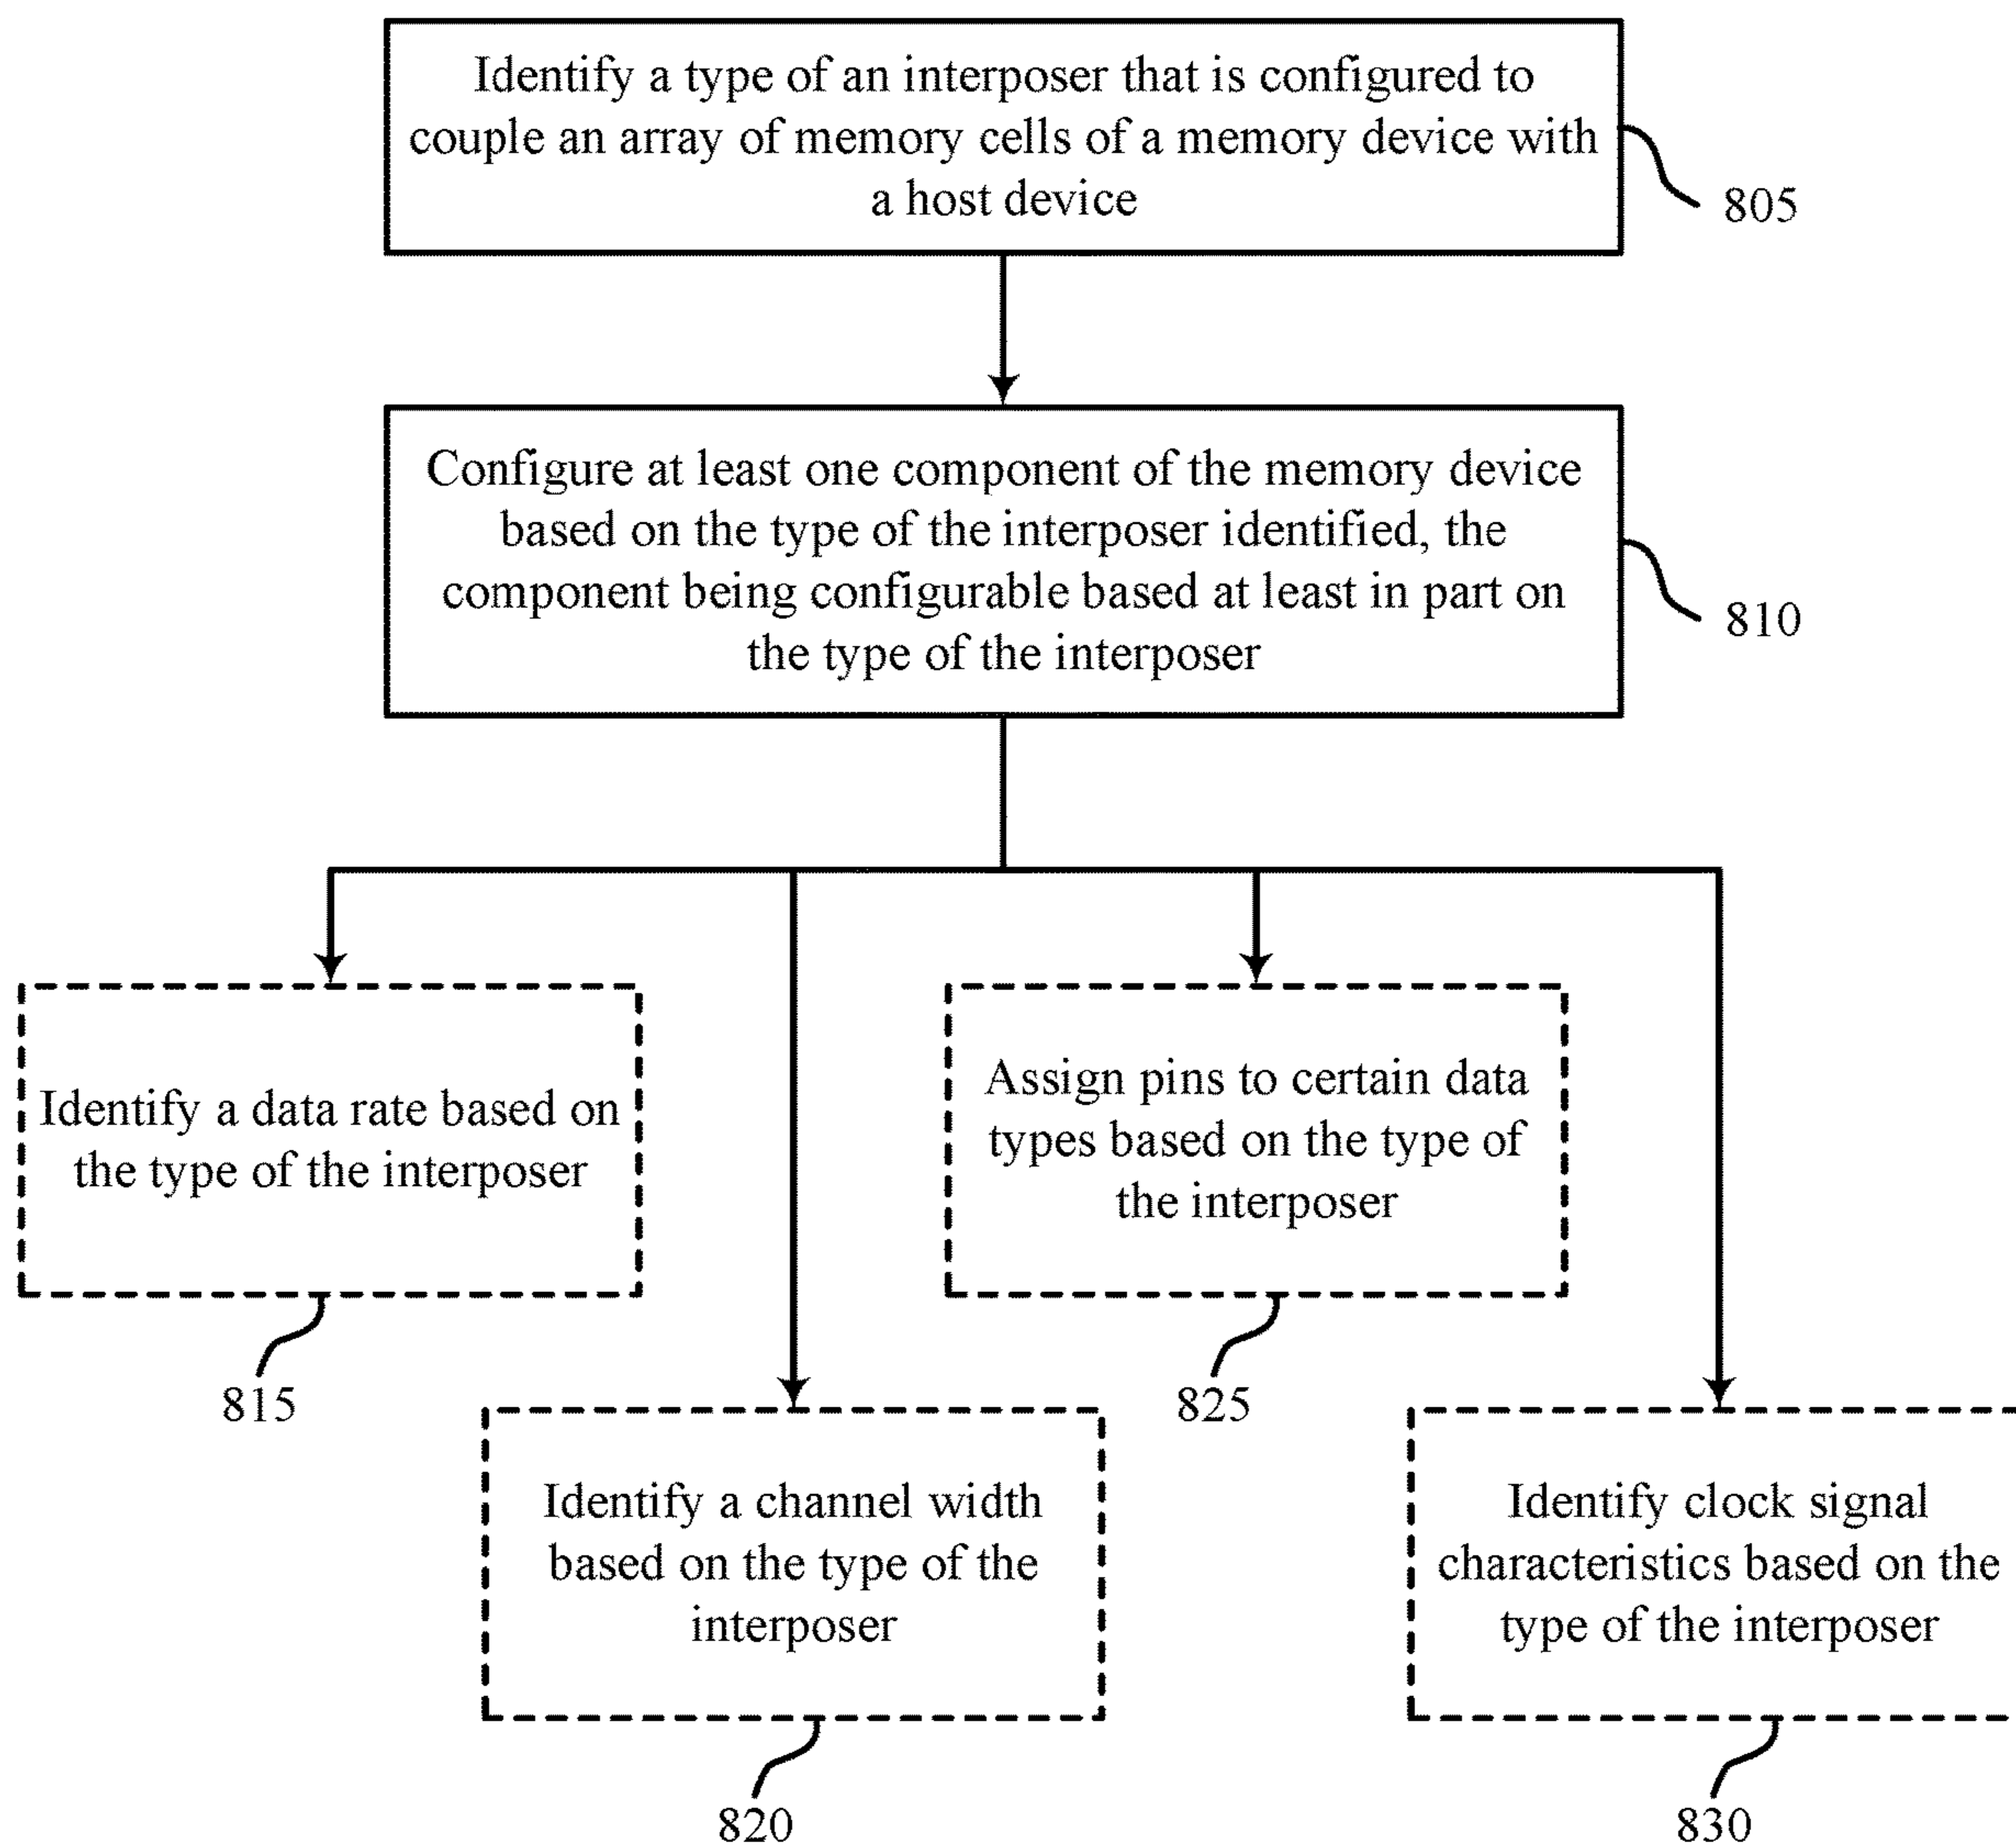 Identify a type of an interposer that is configured to
couple an array of memory cells of a memory device with
a host device
805
Configure at least one component of the memory device
based on the type of the interposer identified, the
component being configurable based at least in part on
the type of the interposer
810
Identify a data rate based on
the type of the interposer
815
Assign pins to certain data
types based on the type of
the interposer
825
Identify a channel width
based on the type of the
interposer
820
Identify clock signal
characteristics based on the
type of the interposer
830